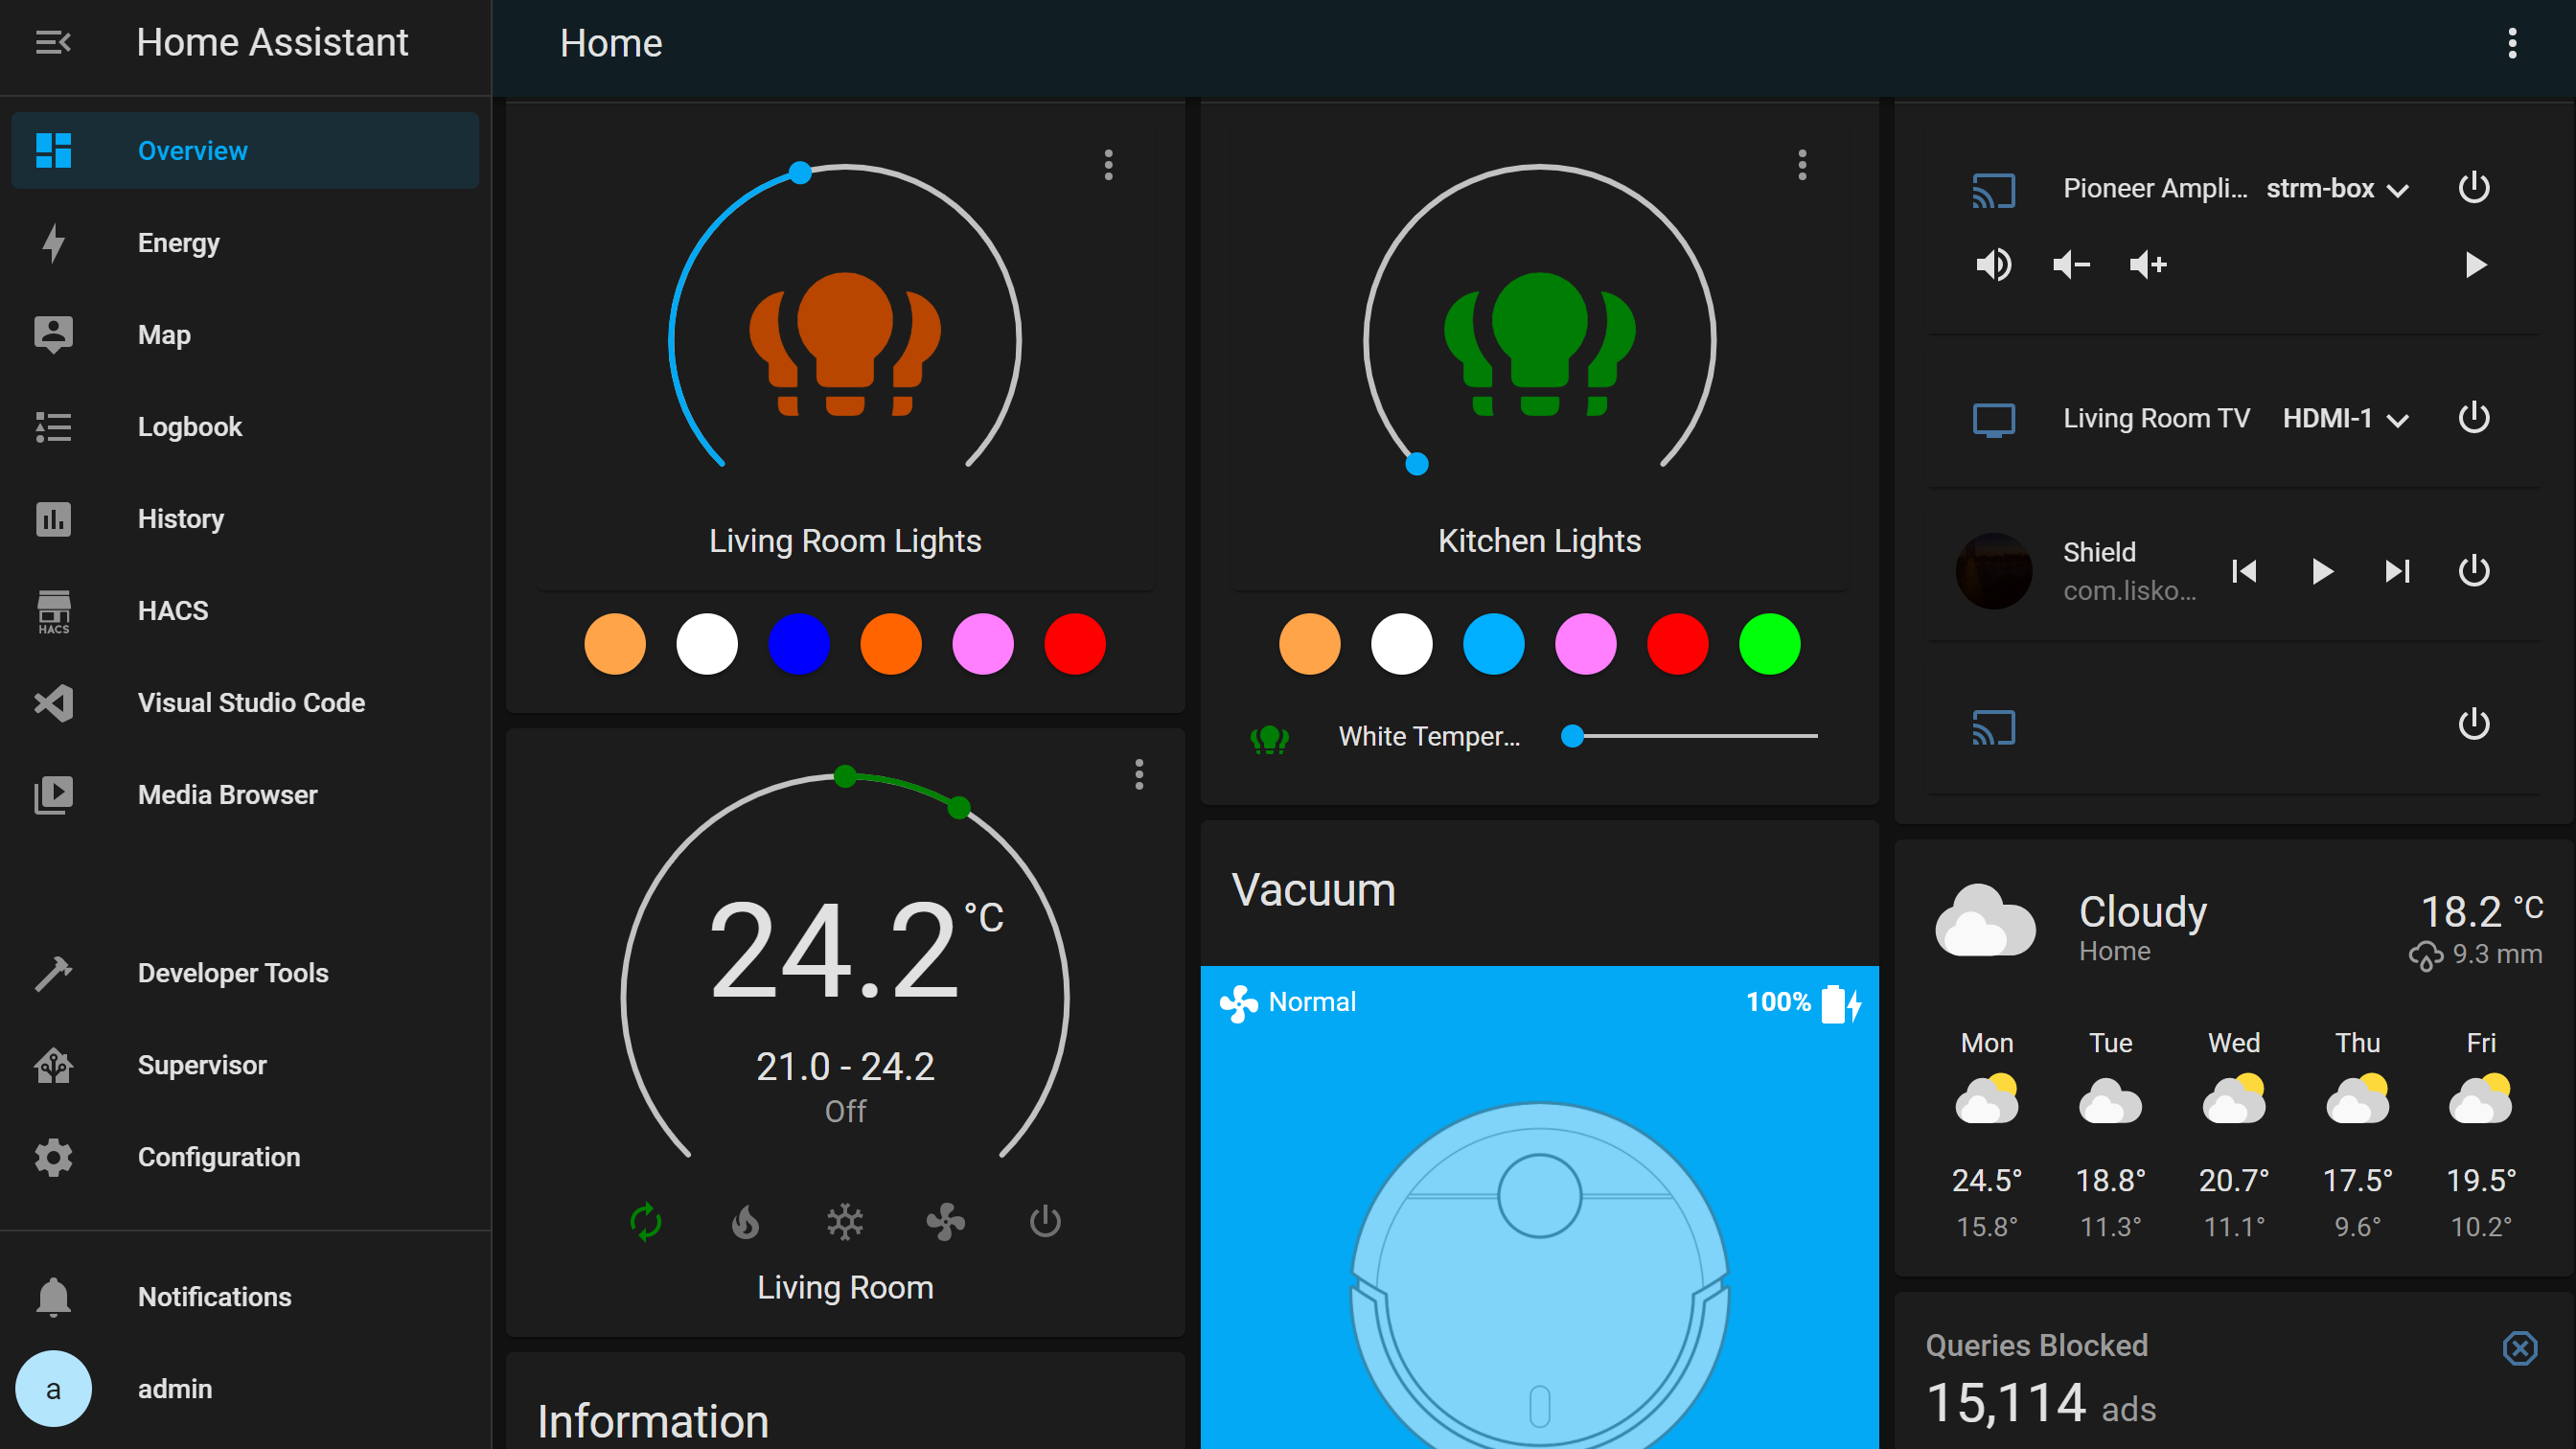 Home Assistant
Overview
Energy
Map
Logbook
History
HACS
HACS
Visual Studio Code
Media Browser
Developer Tools
Supervisor
Configuration
Notifications
a
admin
Home
Living Room Lights
24.2 °C
21.0 - 24.2
Off
Living Room
Information
Kitchen Lights
White Temper...
Vacuum
Normal
100%
Pioneer Ampli... strm-box
Living Room TV HDMI-1
Shield
com.lisko...
Cloudy
18.2 °C
Home
9.3 mm
Mon Tue Wed Thu Fri
24.5° 18.8° 20.7° 17.5° 19.5°
15.8° 11.3° 11.1° 9.6° 10.2°
Queries Blocked
15,114 ads